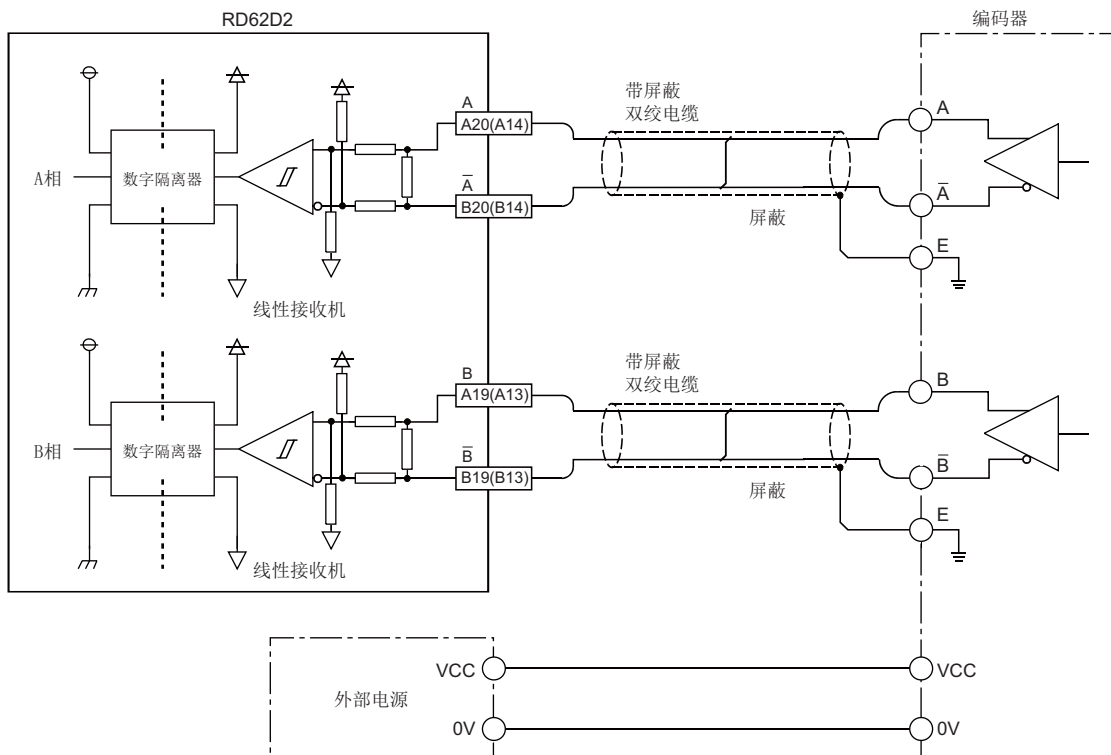 RD62D2
编码器
A相
数字隔离器
线性接收机
A
A20(A14)
A̅
B20(B14)
带屏蔽
双绞电缆
屏蔽
A
A̅
E
B相
数字隔离器
线性接收机
B
A19(A13)
B̅
B19(B13)
带屏蔽
双绞电缆
屏蔽
B
B̅
E
外部电源
VCC
VCC
0V
0V